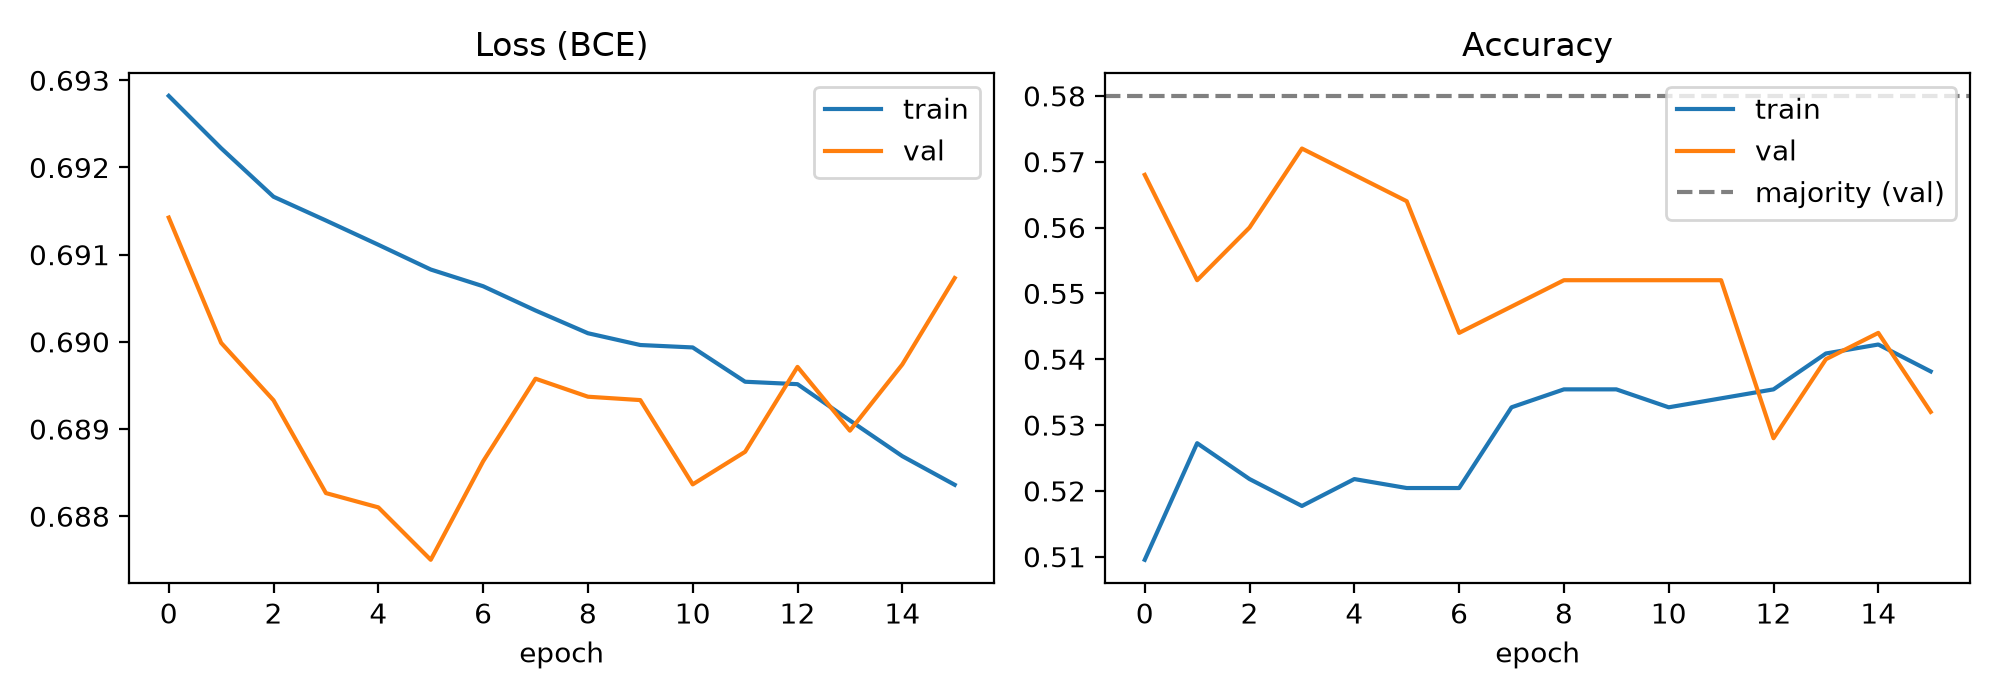 Loss (BCE)
0.693
0.692
0.691
0.690
0.689
0.688
0 2 4 6 8 10 12 14
epoch
train
val
Accuracy
0.58
0.57
0.56
0.55
0.54
0.53
0.52
0.51
0 2 4 6 8 10 12 14
epoch
train
val
majority (val)